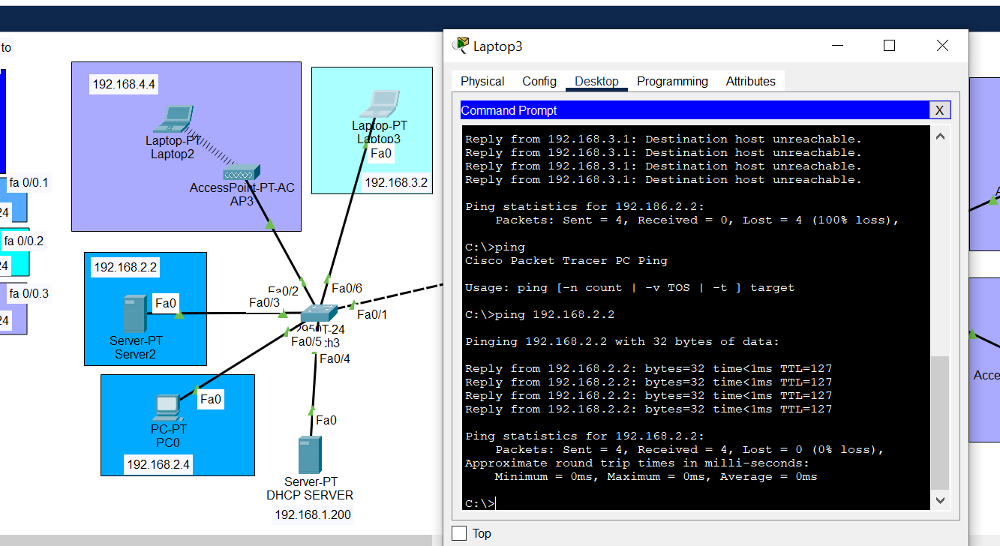 to
192.168.4.4
Laptop-PT
Laptop2
AccessPoint-PT-AC
AP3
Laptop-PT
Laptop3
Fa0
192.168.3.2
fa 0/0.1
24
fa 0/0.2
24
fa 0/0.3
24
192.168.2.2
Fa0
Server-PT
Server2
Fa0/2
Fa0/3
Fa0/6
Fa0/1
2950T-24
Fa0/5
ch3
Fa0/4
Fa0
PC-PT
PC0
192.168.2.4
Fa0
Server-PT
DHCP SERVER
192.168.1.200
Laptop3
Physical Config Desktop Programming Attributes
Command Prompt X
Reply from 192.168.3.1: Destination host unreachable.
Reply from 192.168.3.1: Destination host unreachable.
Reply from 192.168.3.1: Destination host unreachable.
Reply from 192.168.3.1: Destination host unreachable.
Ping statistics for 192.186.2.2:
Packets: Sent = 4, Received = 0, Lost = 4 (100% loss),
C:\>ping
Cisco Packet Tracer PC Ping
Usage: ping [-n count | -v TOS | -t ] target
C:\>ping 192.168.2.2
Pinging 192.168.2.2 with 32 bytes of data:
Reply from 192.168.2.2: bytes=32 time<1ms TTL=127
Reply from 192.168.2.2: bytes=32 time<1ms TTL=127
Reply from 192.168.2.2: bytes=32 time<1ms TTL=127
Reply from 192.168.2.2: bytes=32 time<1ms TTL=127
Ping statistics for 192.168.2.2:
Packets: Sent = 4, Received = 4, Lost = 0 (0% loss),
Approximate round trip times in milli-seconds:
Minimum = 0ms, Maximum = 0ms, Average = 0ms
C:\>
Top
A
Acce